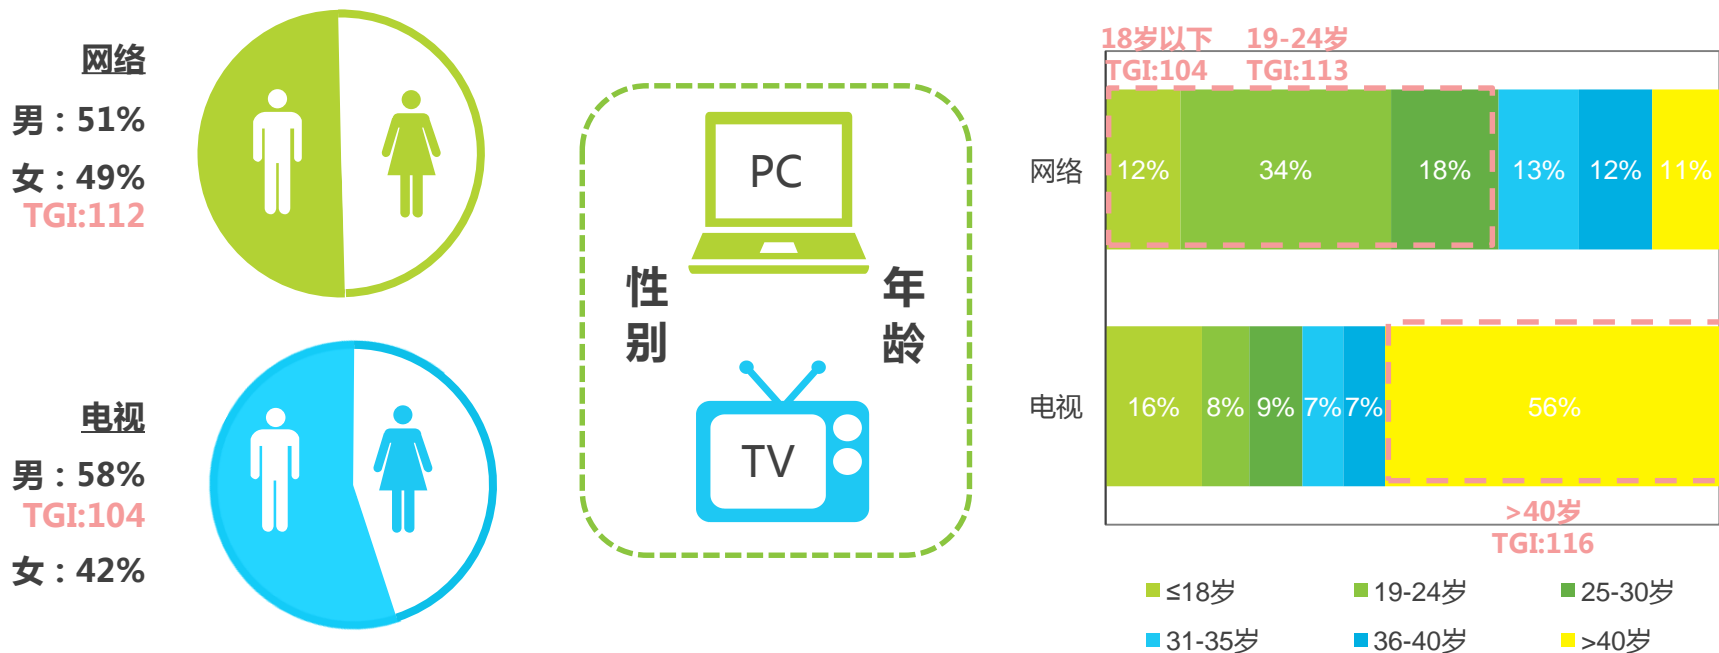 网络
男：51%
女：49%
TGI:112
电视
男：58%
TGI:104
女：42%
PC
性别
年龄
TV
18岁以下 19-24岁
TGI:104 TGI:113
网络 12% 34% 18% 13% 12% 11%
电视 16% 8% 9% 7% 7% 56%
>40岁
TGI:116
≤18岁 19-24岁 25-30岁
31-35岁 36-40岁 >40岁